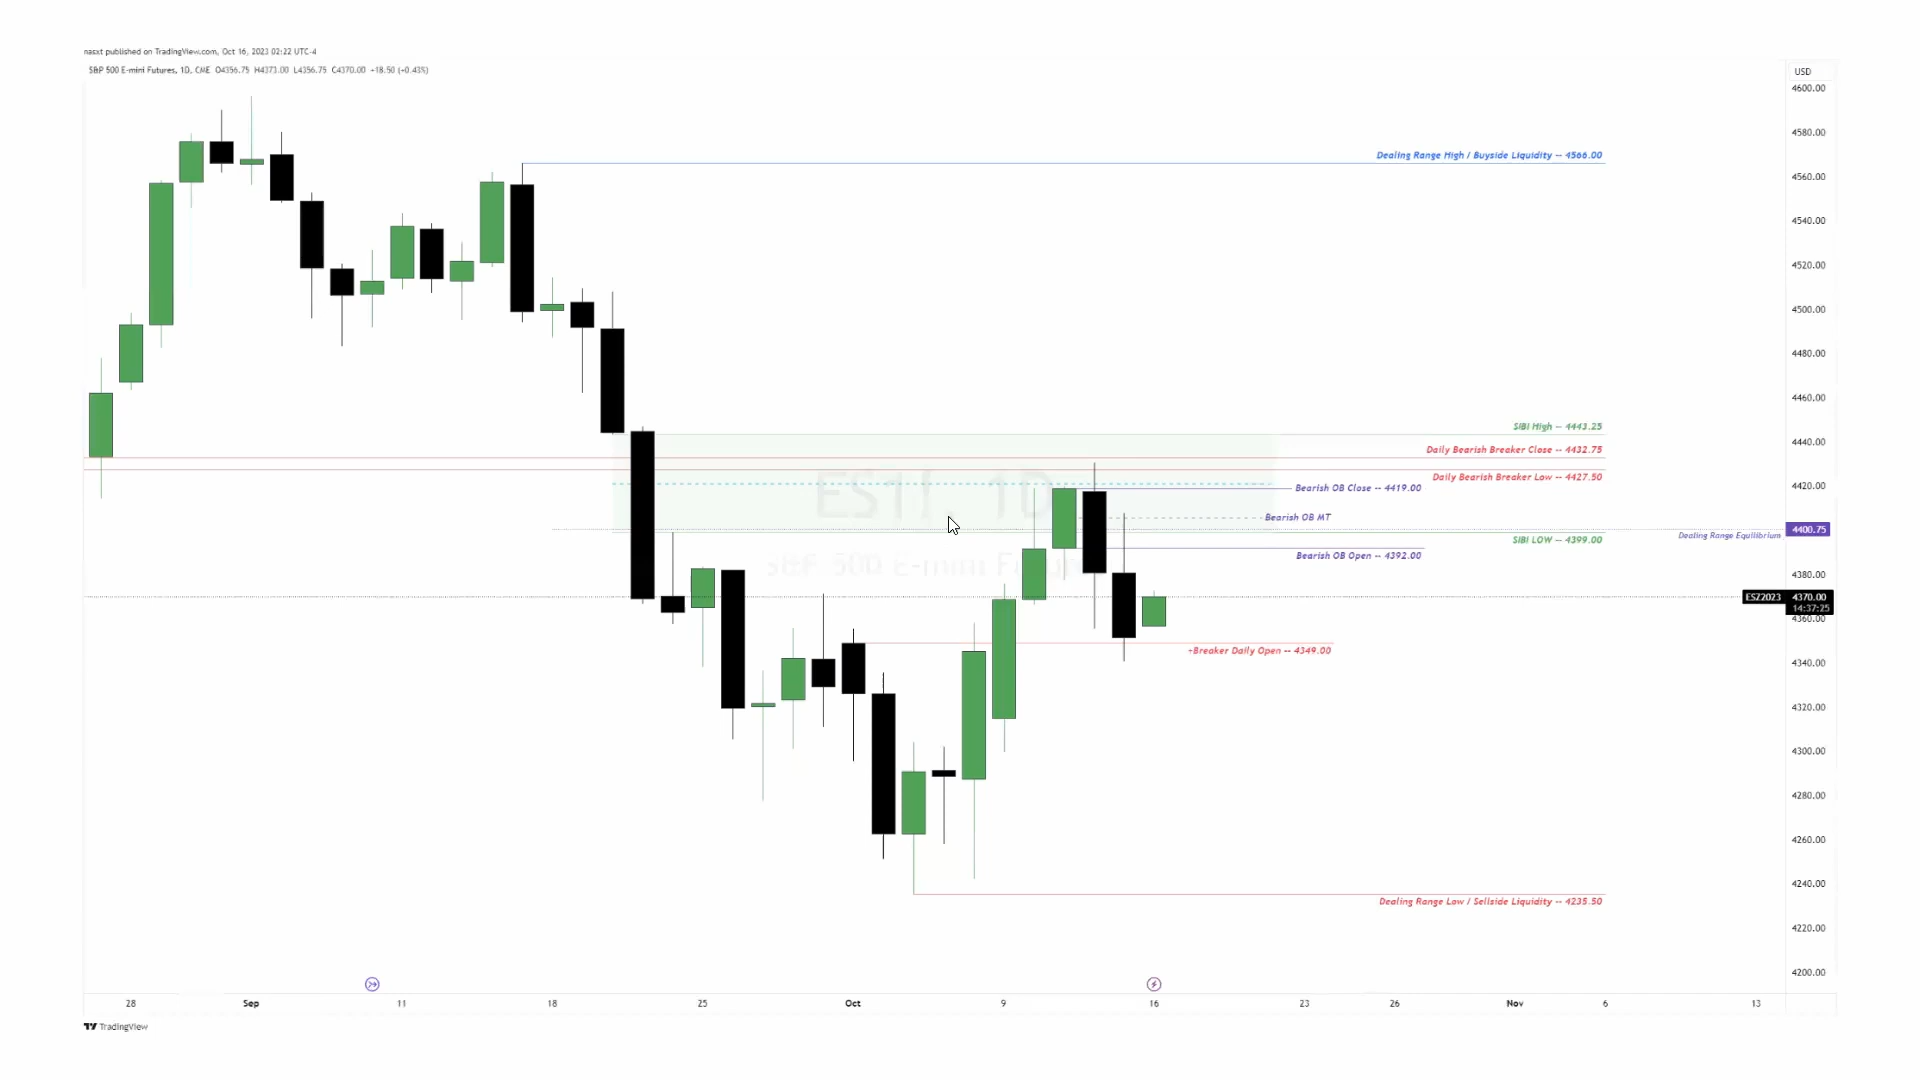 nasxt published on TradingView.com, Oct 16, 2023 02:22 UTC-4
S&P 500 E-mini Futures, 1D, CME O4356.75 H4373.00 L4356.75 C4370.00 +18.50 (+0.43%)
USD
4600.00
4580.00
Dealing Range High / Buyside Liquidity -- 4566.00
4560.00
4540.00
4520.00
4500.00
4480.00
4460.00
SIBI High -- 4443.25
4440.00
Daily Bearish Breaker Close -- 4432.75
Daily Bearish Breaker Low -- 4427.50
4420.00
Bearish OB Close -- 4419.00
ES1!, 1D
Bearish OB MT
4400.75
Dealing Range Equilibrium
SIBI LOW -- 4399.00
Bearish OB Open -- 4392.00
S&P 500 E-mini Futures
4380.00
ESZ2023 4370.00
14:37:25
4360.00
+Breaker Daily Open -- 4349.00
4340.00
4320.00
4300.00
4280.00
4260.00
4240.00
Dealing Range Low / Sellside Liquidity -- 4235.50
4220.00
4200.00
28 Sep 11 18 25 Oct 9 16 23 26 Nov 6 13
TradingView